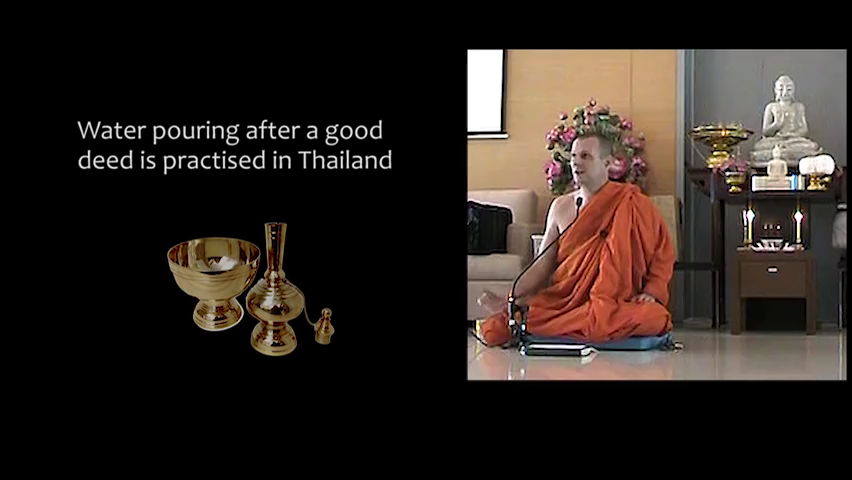 Water pouring after a good
deed is practised in Thailand